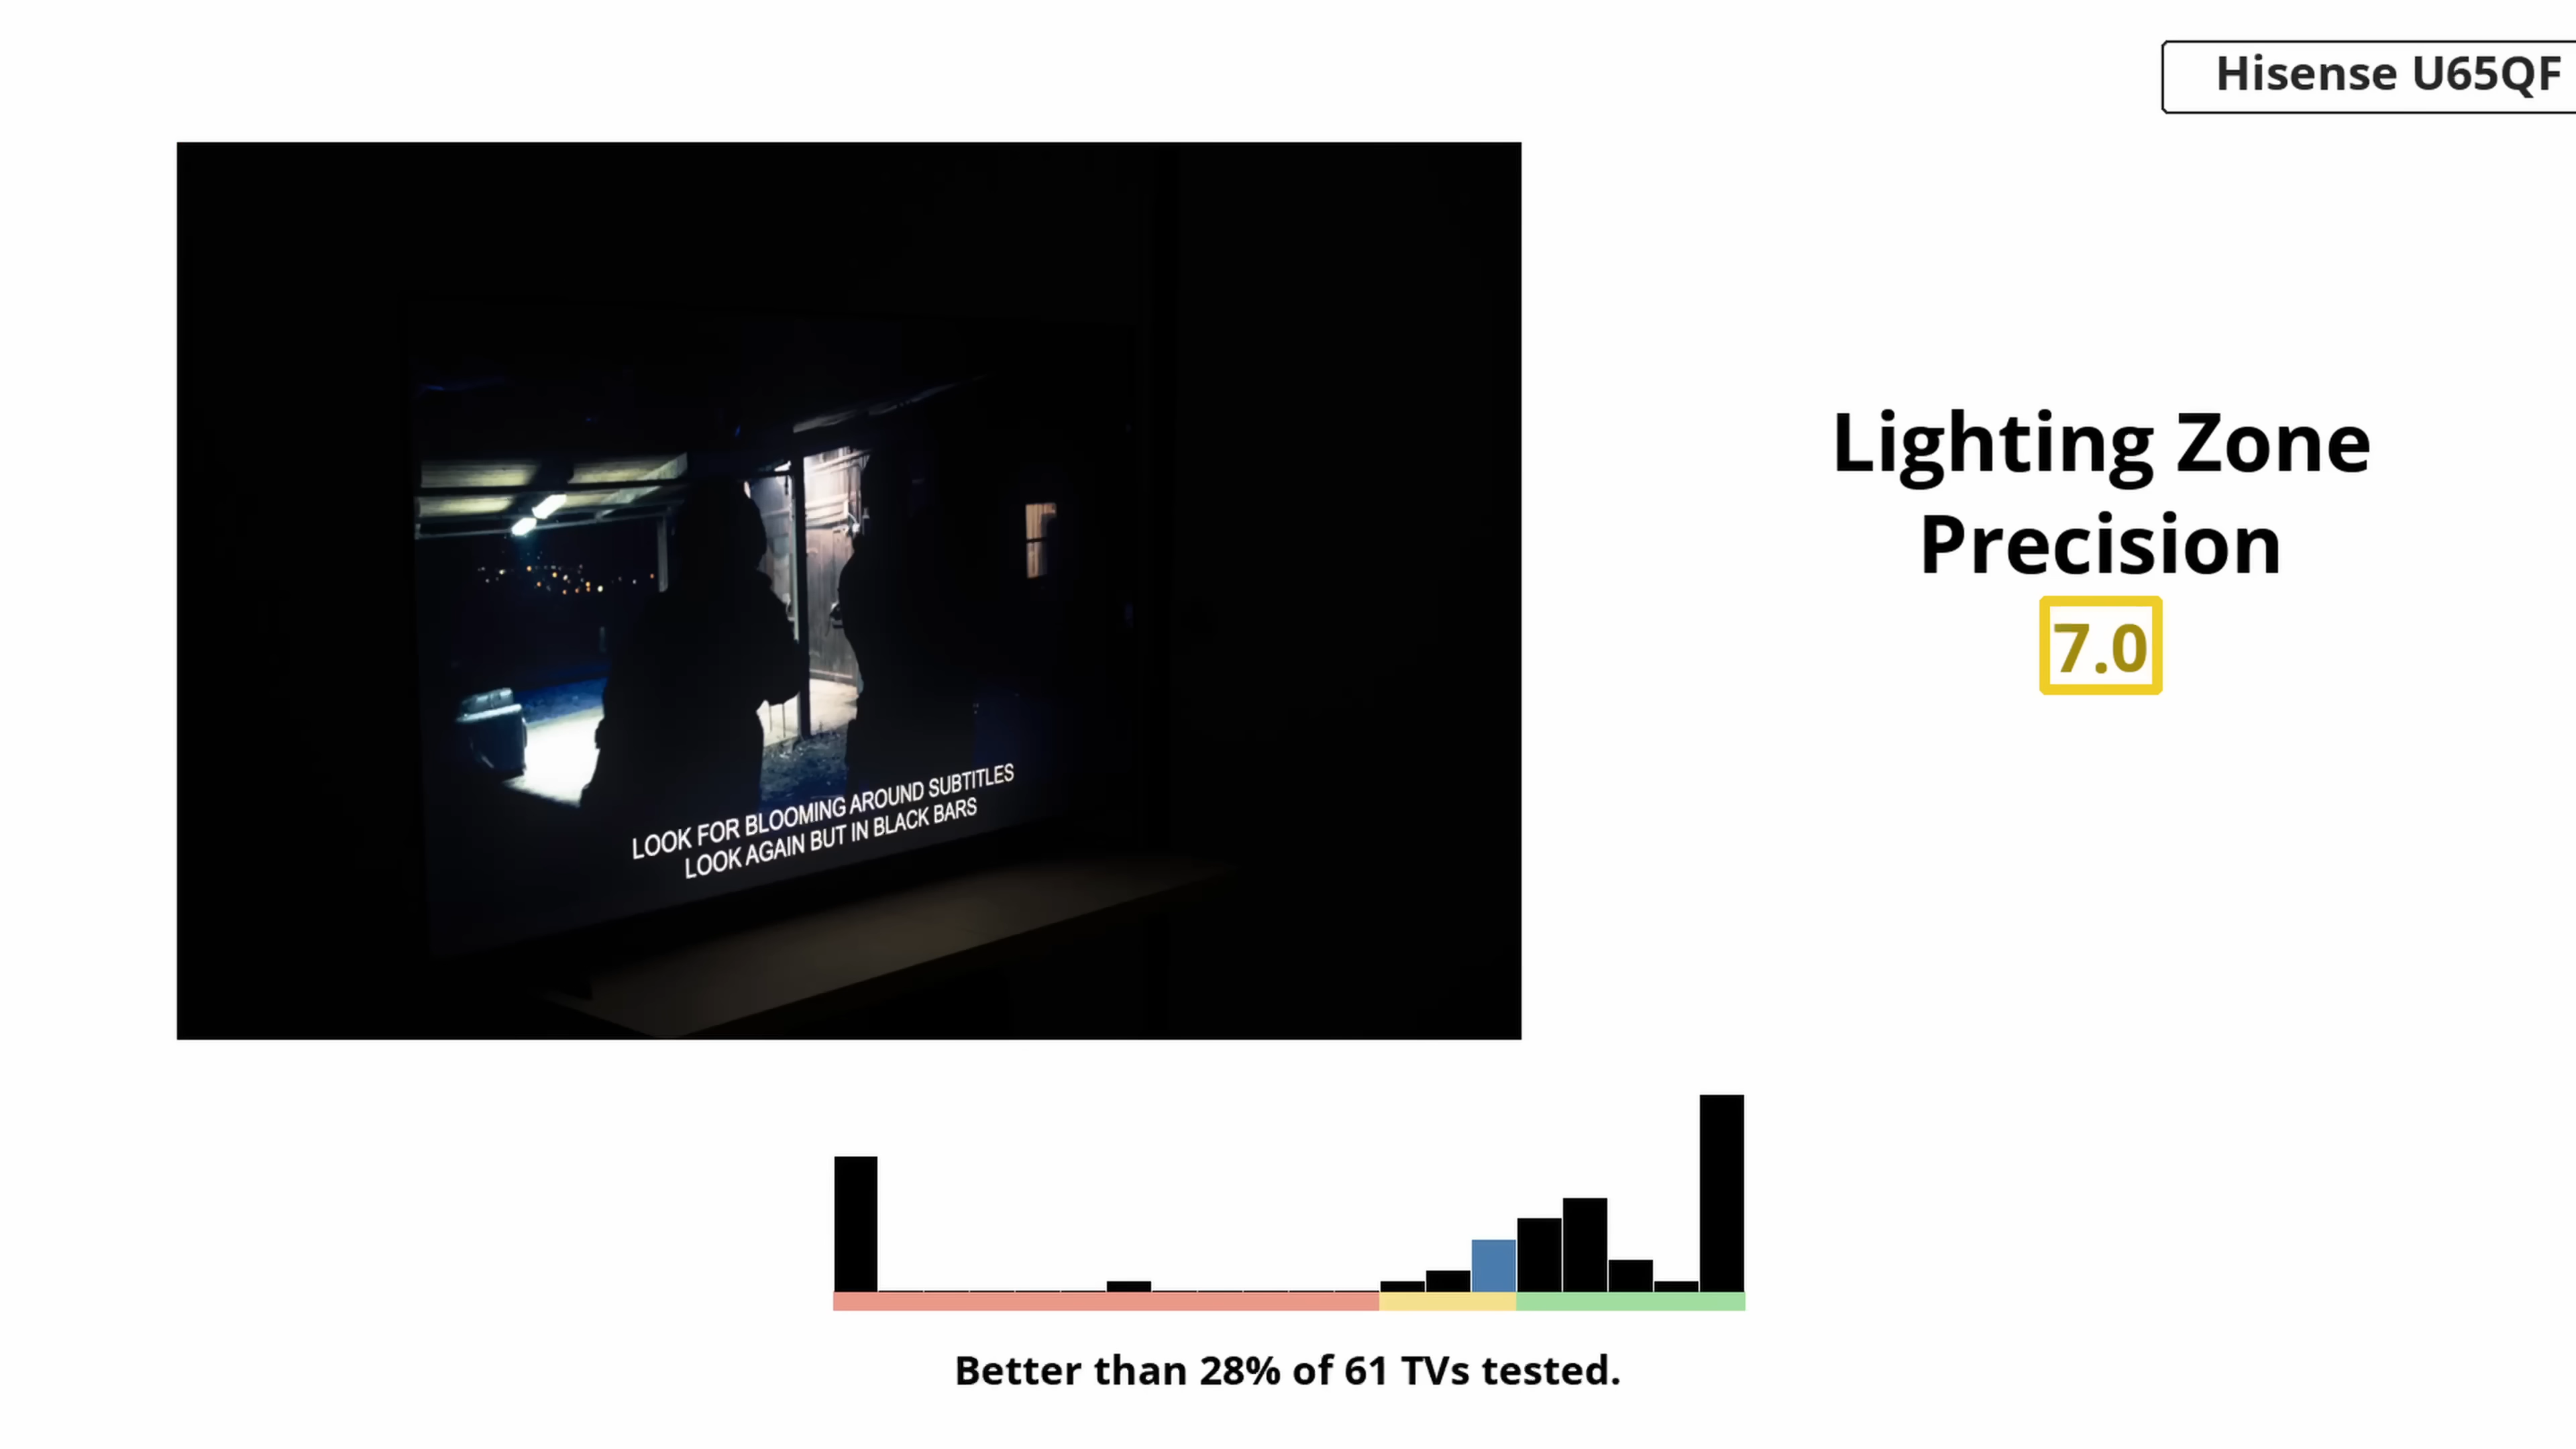 Hisense U65QF
Lighting Zone
Precision
7.0
LOOK FOR BLOOMING AROUND SUBTITLES
LOOK AGAIN BUT IN BLACK BARS
Better than 28% of 61 TVs tested.